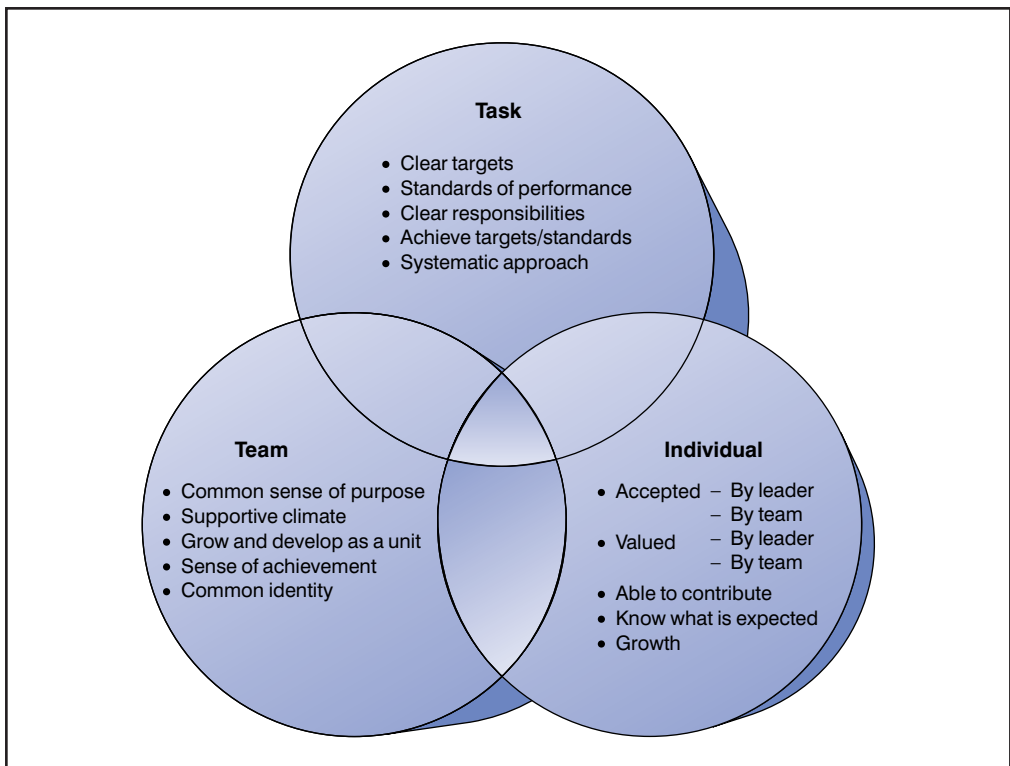 Task
• Clear targets
• Standards of performance
• Clear responsibilities
• Achieve targets/standards
• Systematic approach
Team
• Common sense of purpose
• Supportive climate
• Grow and develop as a unit
• Sense of achievement
• Common identity
Individual
• Accepted – By leader
– By team
• Valued – By leader
– By team
• Able to contribute
• Know what is expected
• Growth